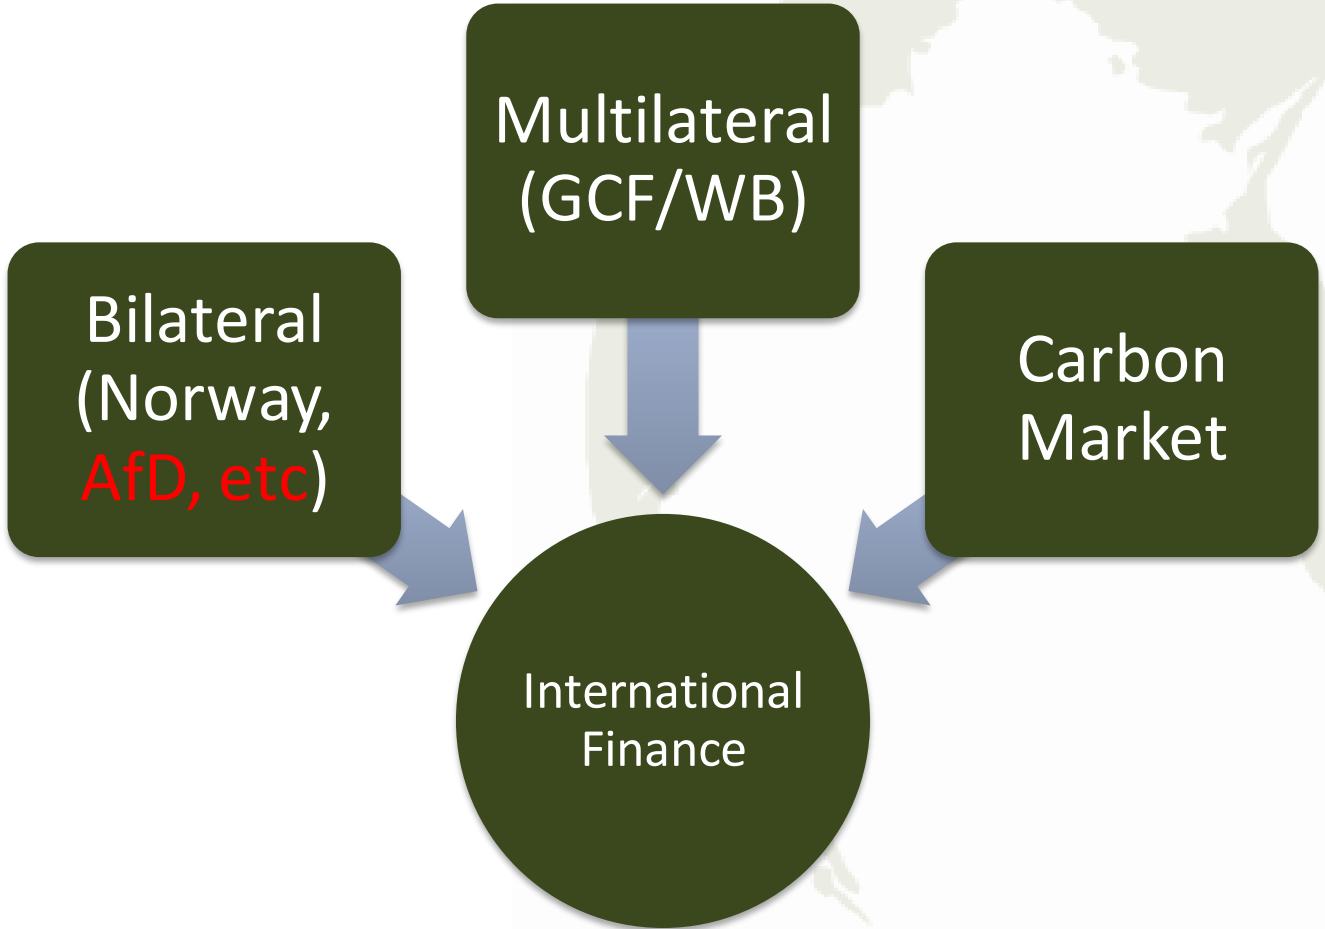 Multilateral
(GCF/WB)
Bilateral
(Norway,
AfD, etc)
Carbon
Market
International
Finance